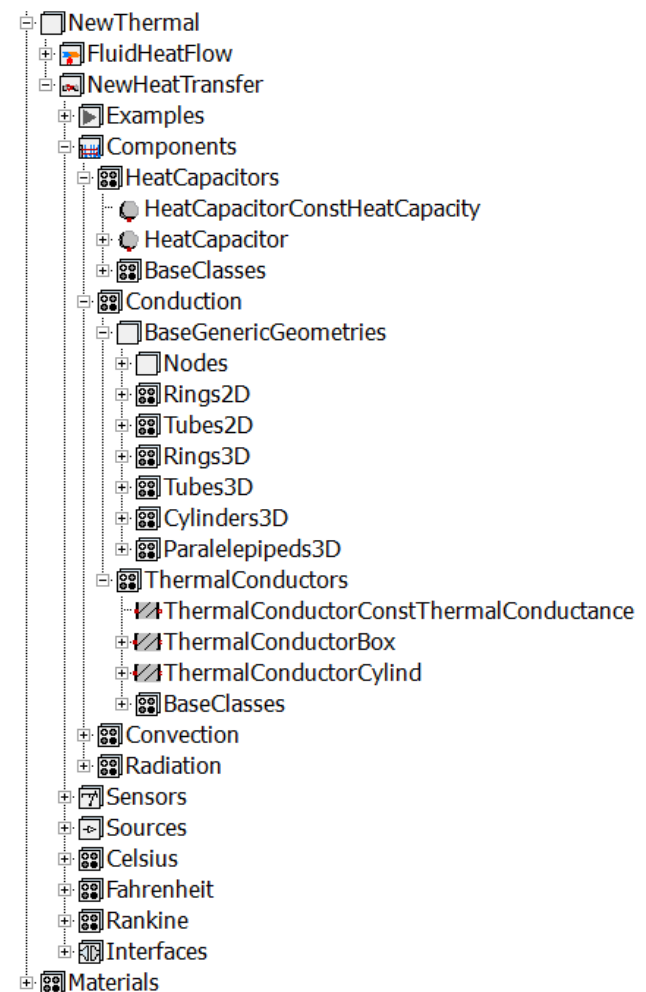 NewThermal
FluidHeatFlow
NewHeatTransfer
Examples
Components
HeatCapacitors
HeatCapacitorConstHeatCapacity
HeatCapacitor
BaseClasses
Conduction
BaseGenericGeometries
Nodes
Rings2D
Tubes2D
Rings3D
Tubes3D
Cylinders3D
Paralelepipeds3D
ThermalConductors
ThermalConductorConstThermalConductance
ThermalConductorBox
ThermalConductorCylind
BaseClasses
Convection
Radiation
Sensors
Sources
Celsius
Fahrenheit
Rankine
Interfaces
Materials